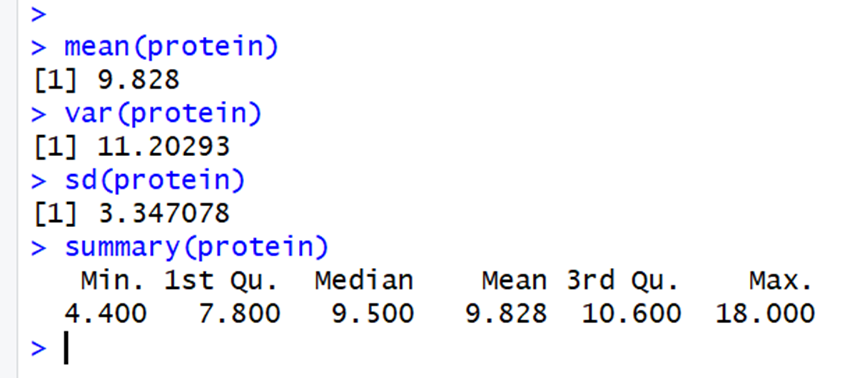 >
> mean(protein)
[1] 9.828
> var(protein)
[1] 11.20293
> sd(protein)
[1] 3.347078
> summary(protein)
Min. 1st Qu. Median Mean 3rd Qu. Max.
4.400 7.800 9.500 9.828 10.600 18.000
>